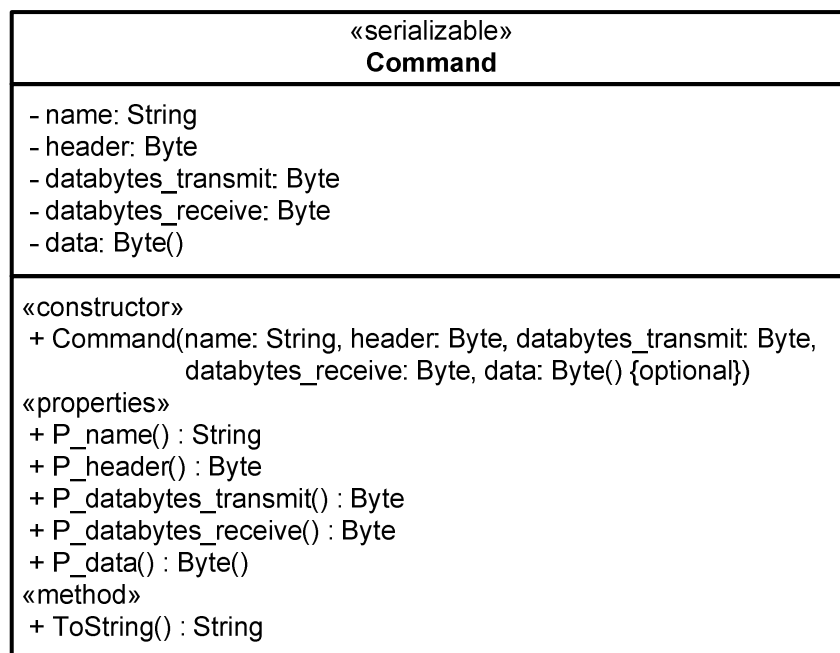 «serializable»
Command
- name: String
- header: Byte
- databytes_transmit: Byte
- databytes_receive: Byte
- data: Byte()
«constructor»
+ Command(name: String, header: Byte, databytes_transmit: Byte,
databytes_receive: Byte, data: Byte() {optional})
«properties»
+ P_name() : String
+ P_header() : Byte
+ P_databytes_transmit() : Byte
+ P_databytes_receive() : Byte
+ P_data() : Byte()
«method»
+ ToString() : String